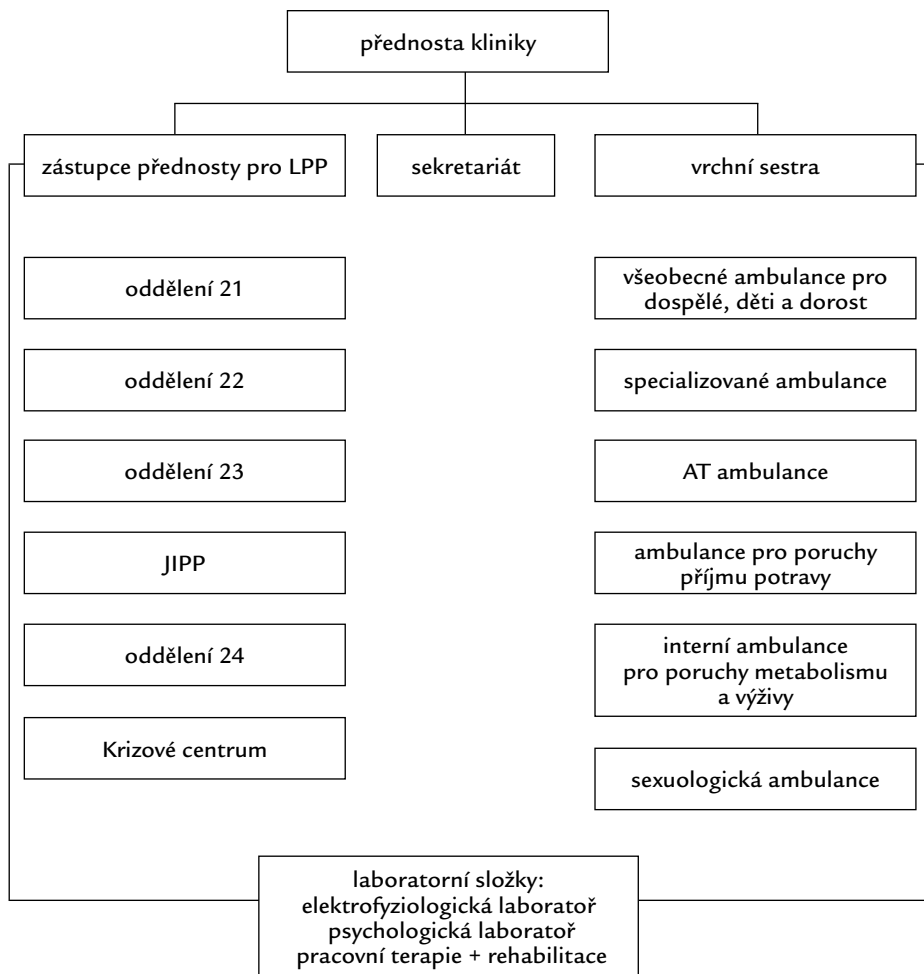 přednosta kliniky
zástupce přednosty pro LPP
sekretariát
vrchní sestra
oddělení 21
oddělení 22
oddělení 23
JIPP
oddělení 24
Krizové centrum
všeobecné ambulance pro
dospělé, děti a dorost
specializované ambulance
AT ambulance
ambulance pro poruchy
příjmu potravy
interní ambulance
pro poruchy metabolismu
a výživy
sexuologická ambulance
laboratorní složky:
elektrofyziologická laboratoř
psychologická laboratoř
pracovní terapie + rehabilitace